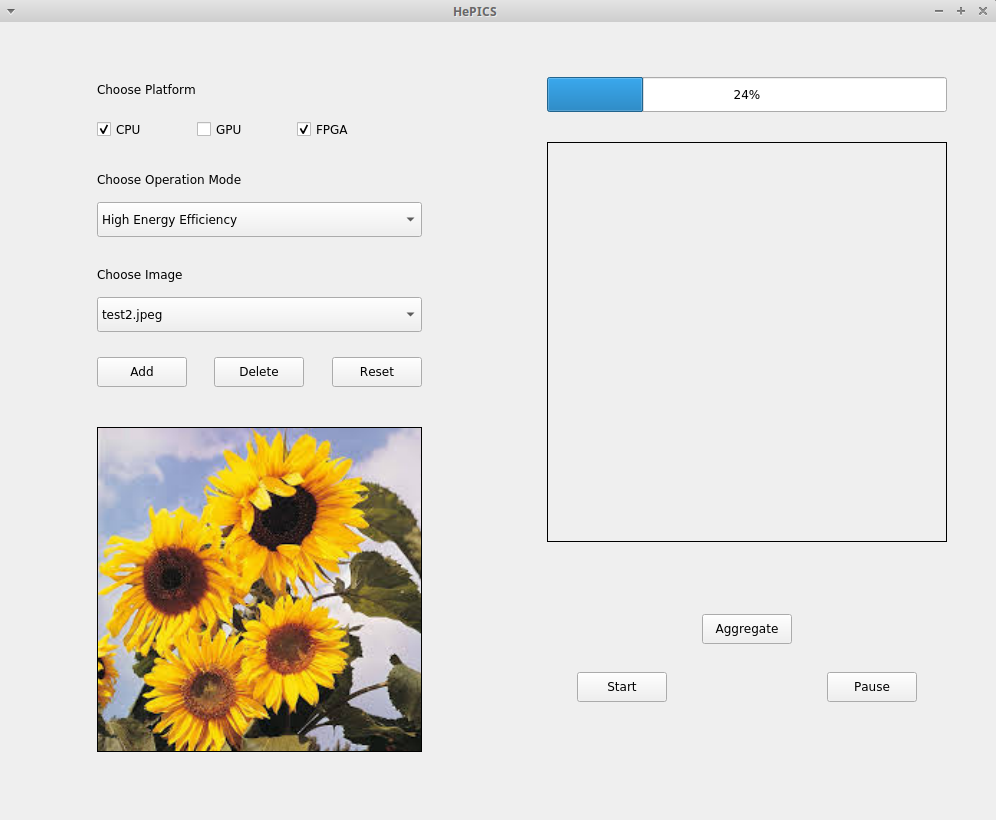 HePICS
Choose Platform
CPU
GPU
FPGA
Choose Operation Mode
High Energy Efficiency
Choose Image
test2.jpeg
Add
Delete
Reset
24%
Aggregate
Start
Pause